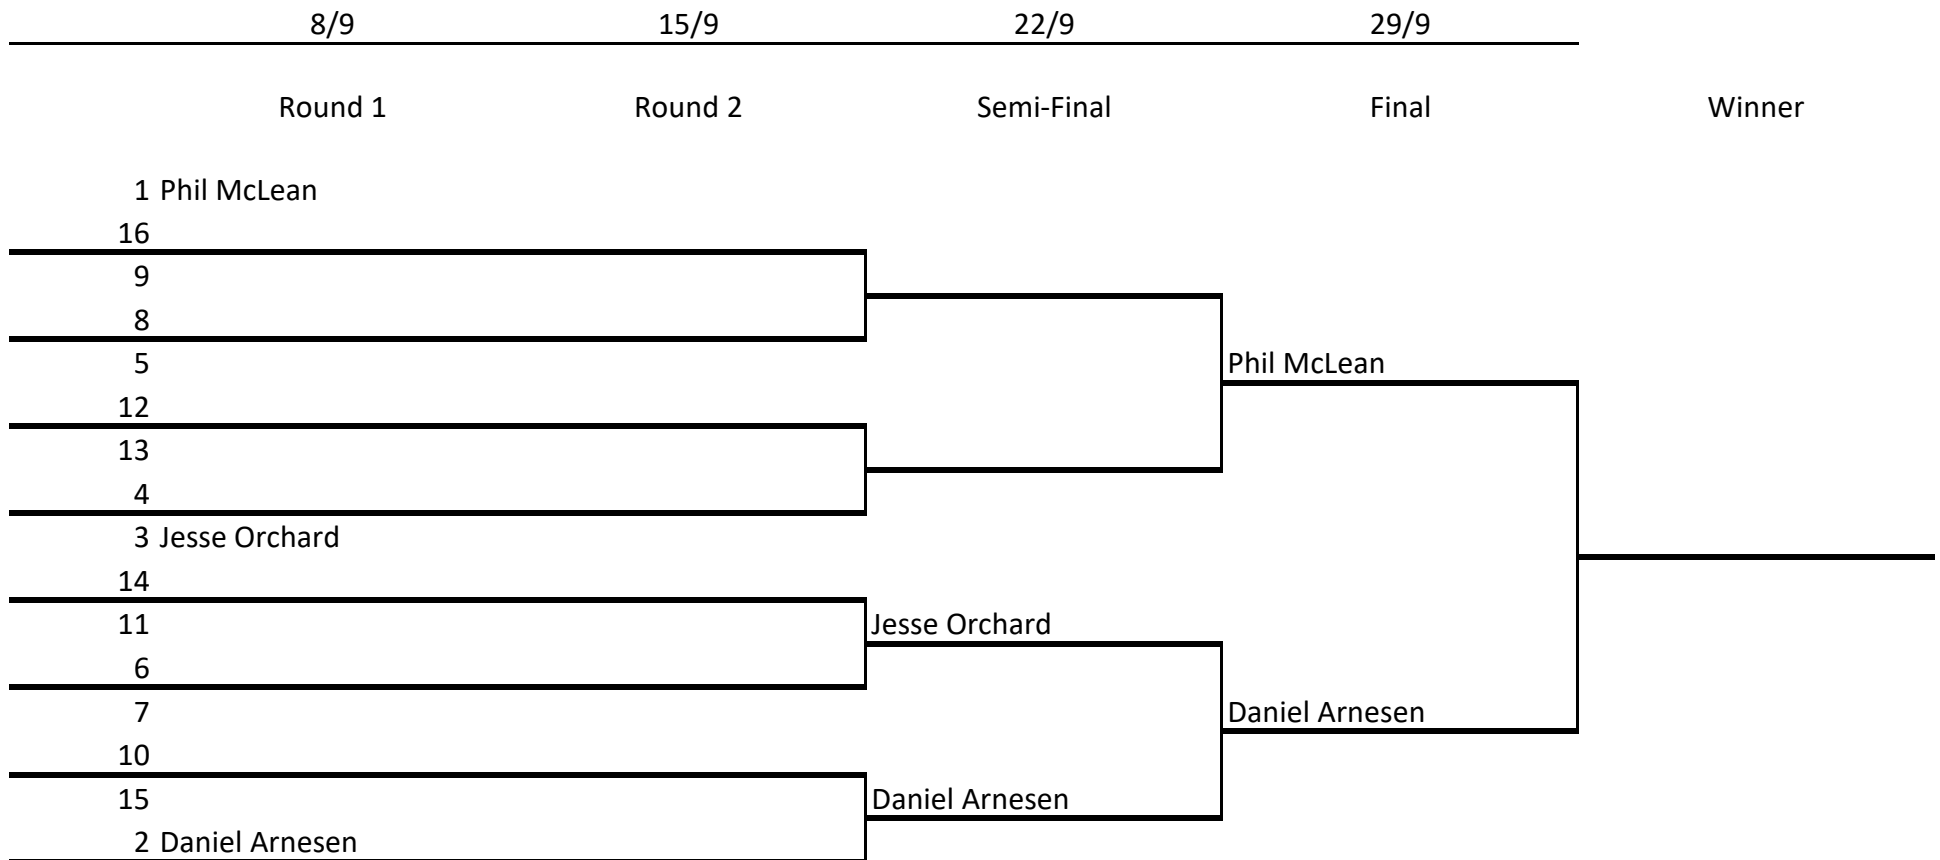 8/9 15/9 22/9 29/9
Round 1 Round 2 Semi-Final Final Winner
1 Phil McLean
16
9
8
5 Phil McLean
12
13
4
3 Jesse Orchard
14
11 Jesse Orchard
6
7 Daniel Arnesen
10
15 Daniel Arnesen
2 Daniel Arnesen